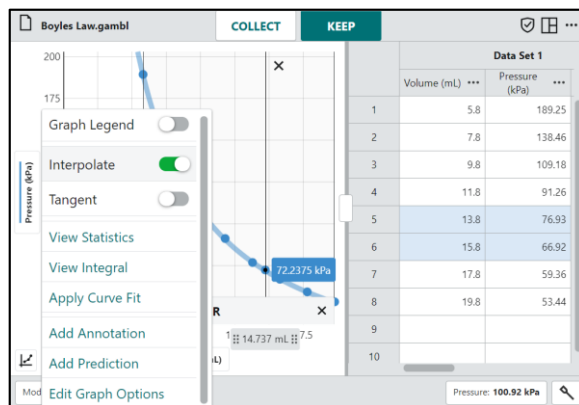 Boyles Law.gambl
COLLECT
KEEP
200
175
Pressure (kPa)
Graph Legend
Interpolate
Tangent
View Statistics
View Integral
Apply Curve Fit
Add Annotation
Add Prediction
Edit Graph Options
72.2375 kPa
R
14.737 mL
7.5
Data Set 1
Volume (mL)
Pressure (kPa)
1 5.8 189.25
2 7.8 138.46
3 9.8 109.18
4 11.8 91.26
5 13.8 76.93
6 15.8 66.92
7 17.8 59.36
8 19.8 53.44
9
10
Mod
Pressure: 100.92 kPa